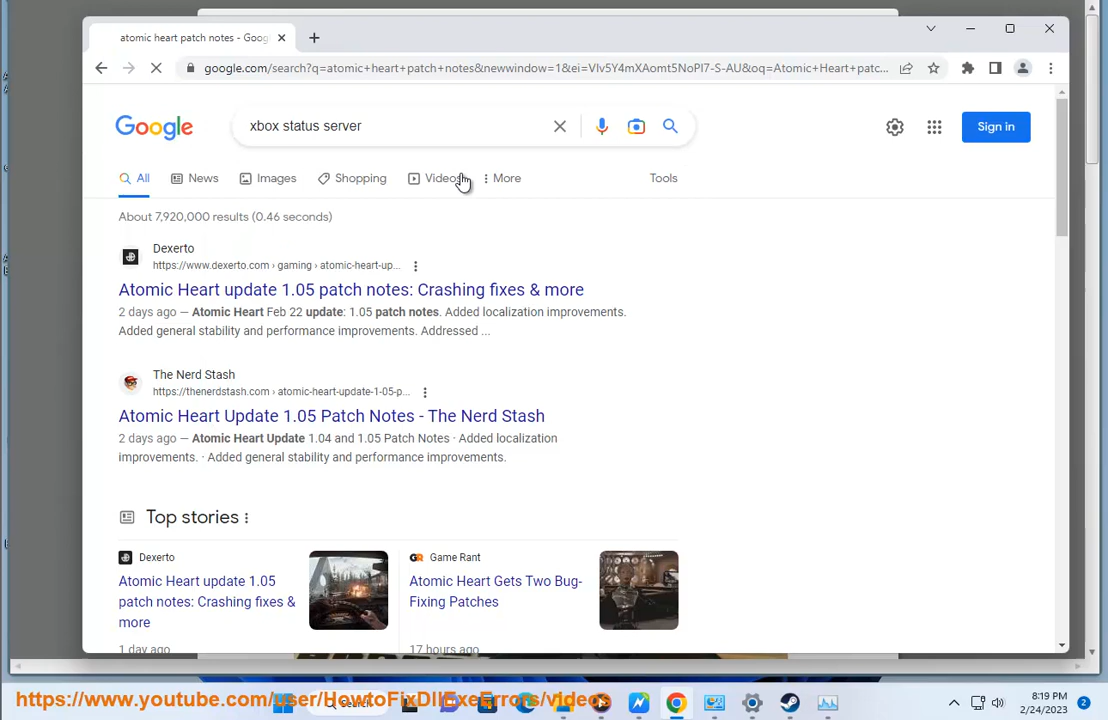 atomic heart patch notes - Goog
google.com/search?q=atomic+heart+patch+notes&newwindow=1&ei=Vlv5Y4mXAomt5NoPl7-S-AU&oq=Atomic+Heart+patc...
Google
xbox status server
Sign in
All
News
Images
Shopping
Videos
More
Tools
About 7,920,000 results (0.46 seconds)
Dexerto
https://www.dexerto.com › gaming › atomic-heart-up...
Atomic Heart update 1.05 patch notes: Crashing fixes & more
2 days ago — Atomic Heart Feb 22 update: 1.05 patch notes. Added localization improvements.
Added general stability and performance improvements. Addressed ...
The Nerd Stash
https://thenerdstash.com › atomic-heart-update-1-05-p...
Atomic Heart Update 1.05 Patch Notes - The Nerd Stash
2 days ago — Atomic Heart Update 1.04 and 1.05 Patch Notes · Added localization
improvements. · Added general stability and performance improvements.
Top stories
Dexerto
Atomic Heart update 1.05
patch notes: Crashing fixes &
more
1 day ago
GR Game Rant
Atomic Heart Gets Two Bug-
Fixing Patches
17 hours ago
https://www.youtube.com/user/HowtoFixDllExeErrors/videos
Search
8:19 PM
2/24/2023
2